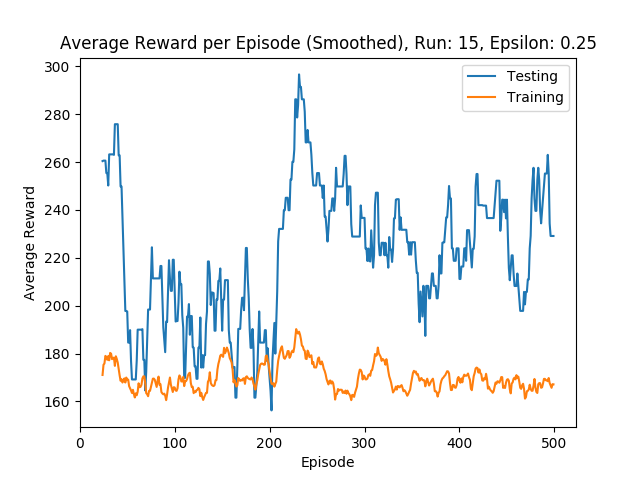 Average Reward per Episode (Smoothed), Run: 15, Epsilon: 0.25
Testing
Training
Average Reward
300
280
260
240
220
200
180
160
0 100 200 300 400 500
Episode